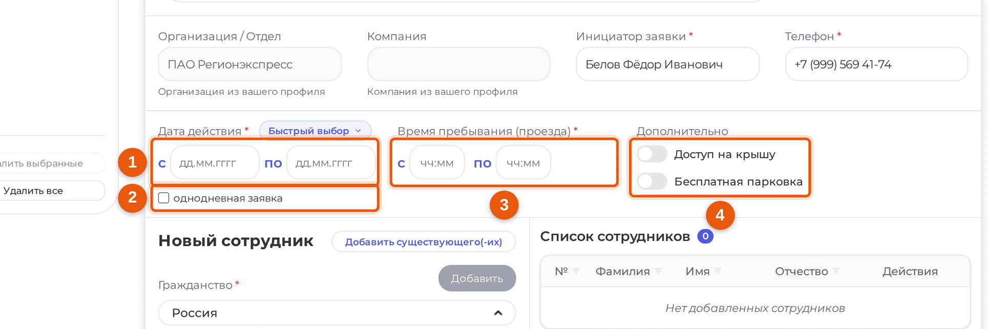 Организация / Отдел
Компания
Инициатор заявки *
Телефон *
ПАО Регионэкспресс
Белов Фёдор Иванович
+7 (999) 569 41-74
Организация из вашего профиля
Компания из вашего профиля
Дата действия *
Быстрый выбор
Время пребывания (проезда) *
Дополнительно
1
с дд.мм.гггг по дд.мм.гггг
с чч:мм по чч:мм
Доступ на крышу
Бесплатная парковка
выбранные
Удалить все
2
однодневная заявка
3
4
Новый сотрудник
Добавить существующего(-их)
Список сотрудников 0
Добавить
Гражданство *
Россия
№ Фамилия Имя Отчество Действия
Нет добавленных сотрудников